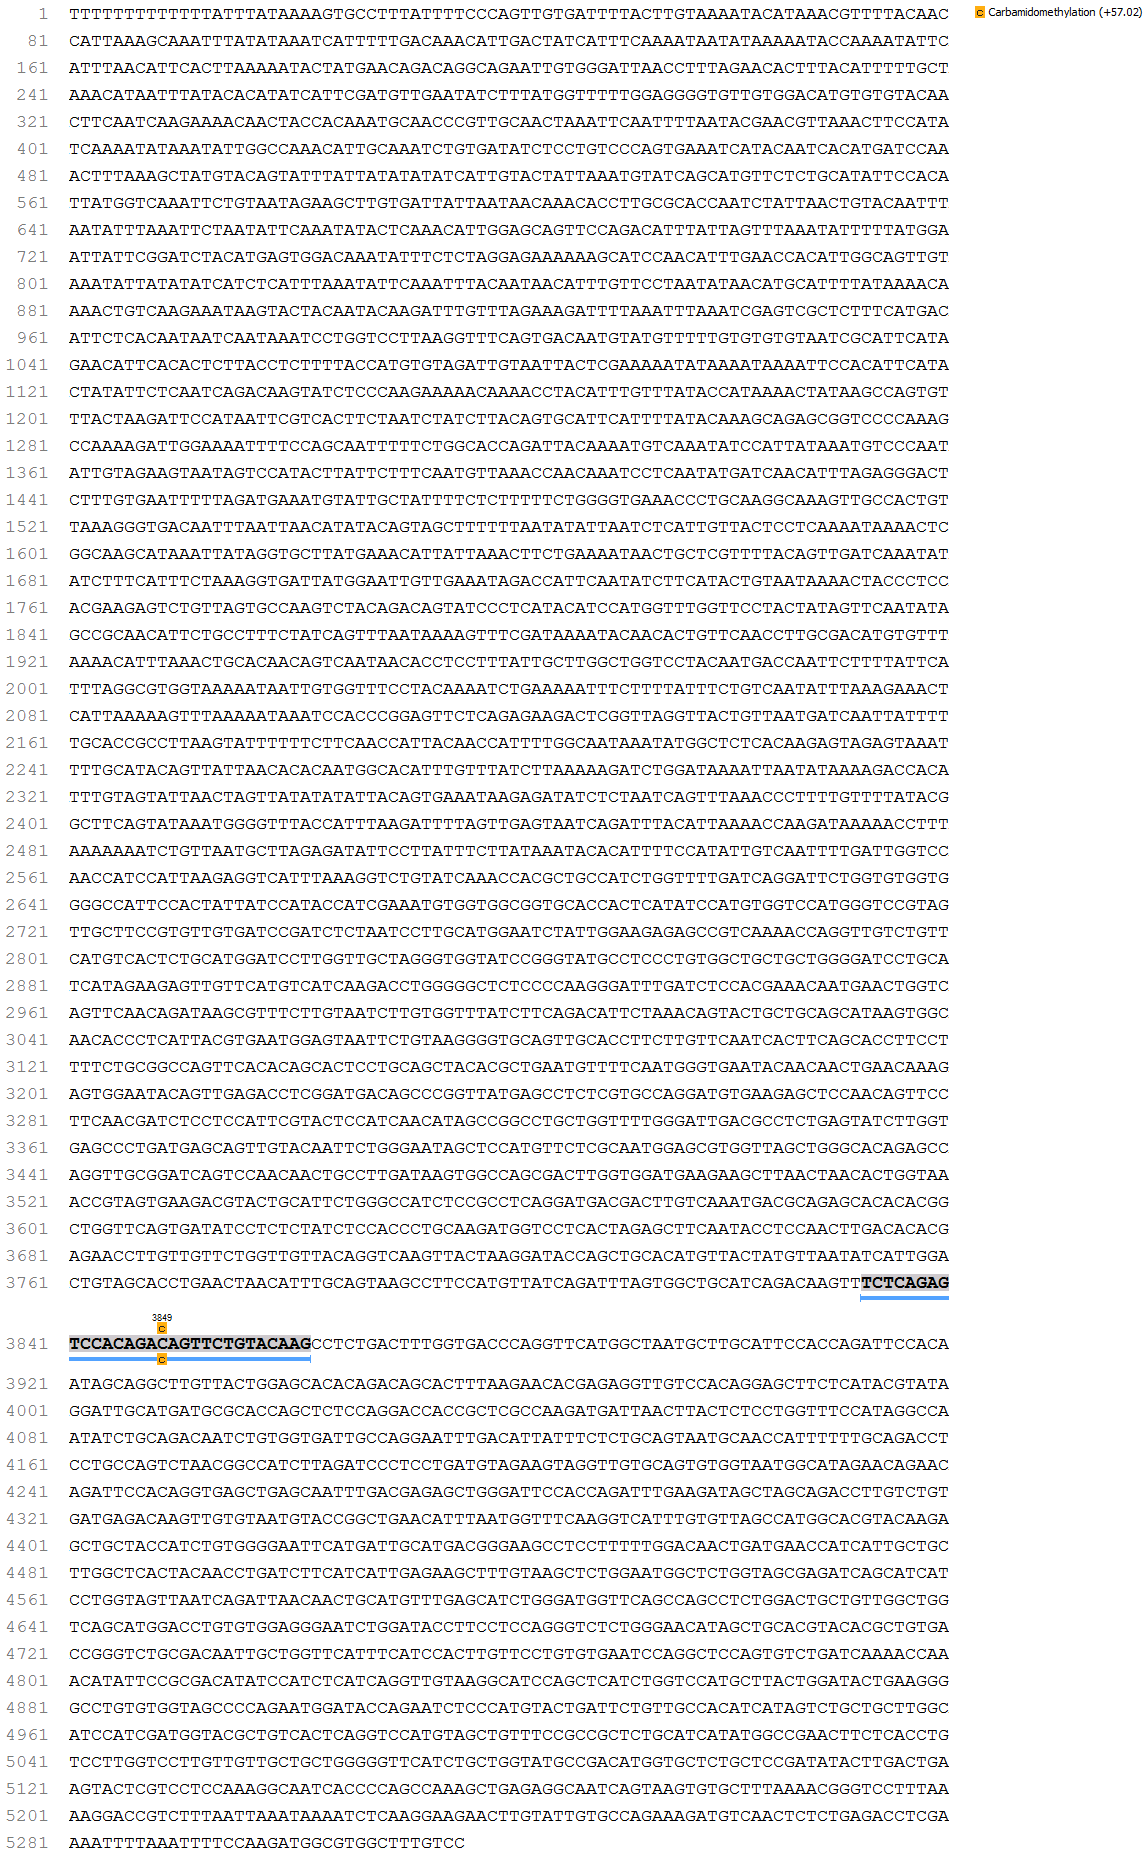 1 TTTTTTTTTTTTTTATTTATAAAAGTGCCTTTATTTTCCCAGTTGTGATTTTACTTGTAAAATACATAAACGTTTTACAAC
C Carbamidomethylation (+57.02)
81 CATTAAAGCAAATTTATATAAATCATTTTTGACAAACATTGACTATCATTTCAAAATAATATAAAAATACCAAAATATTC
161 ATTTAACATTCACTTAAAAATACTATGAACAGACAGGCAGAATTGTGGGATTAACCTTTAGAACACTTTACATTTTTGCT
241 AAACATAATTTATACACATATCATTCGATGTTGAATATCTTTATGGTTTTTGGAGGGGTGTTGTGGACATGTGTGTACAA
321 CTTCAATCAAGAAAACAACTACCACAAATGCAACCCGTTGCAACTAAATTCAATTTTAATACGAACGTTAAACTTCCATA
401 TCAAAATATAAATATTGGCCAAACATTGCAAATCTGTGATATCTCCTGTCCCAGTGAAATCATACAATCACATGATCCAA
481 ACTTTAAAGCTATGTACAGTATTTATTATATATATCATTGTACTATTAAATGTATCAGCATGTTCTCTGCATATTCCACA
561 TTATGGTCAAATTCTGTAATAGAAGCTTGTGATTATTAATAACAAACACCTTGCGCACCAATCTATTAACTGTACAATTT
641 AATATTTAAATTCTAATATTCAAATATACTCAAACATTGGAGCAGTTCCAGACATTTATTAGTTTAAATATTTTTATGGA
721 ATTATTCGGATCTACATGAGTGGACAAATATTTCTCTAGGAGAAAAAAGCATCCAACATTTGAACCACATTGGCAGTTGT
801 AAATATTATATATCATCTCATTTAAATATTCAAATTTACAATAACATTTGTTCCTAATATAACATGCATTTTATAAAACA
881 AAACTGTCAAGAAATAAGTACTACAATACAAGATTTGTTTAGAAAGATTTTAAATTTAAATCGAGTCGCTCTTTCATGAC
961 ATTCTCACAATAATCAATAAATCCTGGTCCTTAAGGTTTCAGTGACAATGTATGTTTTTGTGTGTGTAATCGCATTCATA
1041 GAACATTCACACTCTTACCTCTTTTACCATGTGTAGATTGTAATTACTCGAAAAATATAAAATAAAATTCCACATTCATA
1121 CTATATTCTCAATCAGACAAGTATCTCCCAAGAAAAACAAAACCTACATTTGTTTATACCATAAAACTATAAGCCAGTGT
1201 TTACTAAGATTCCATAATTCGTCACTTCTAATCTATCTTACAGTGCATTCATTTTATACAAAGCAGAGCGGTCCCCAAAG
1281 CCAAAAGATTGGAAAATTTTCCAGCAATTTTTCTGGCACCAGATTACAAAATGTCAAATATCCATTATAAATGTCCCAAT
1361 ATTGTAGAAGTAATAGTCCATACTTATTCTTTCAATGTTAAACCAACAAATCCTCAATATGATCAACATTTAGAGGGACT
1441 CTTTGTGAATTTTTAGATGAAATGTATTGCTATTTTCTCTTTTTCTGGGGTGAAACCCTGCAAGGCAAAGTTGCCACTGT
1521 TAAAGGGTGACAATTTAATTAACATATACAGTAGCTTTTTTAATATATTAATCTCATTGTTACTCCTCAAAATAAAACTC
1601 GGCAAGCATAAATTATAGGTGCTTATGAAACATTATTAAACTTCTGAAAATAACTGCTCGTTTTACAGTTGATCAAATAT
1681 ATCTTTCATTTCTAAAGGTGATTATGGAATTGTTGAAATAGACCATTCAATATCTTCATACTGTAATAAAACTACCCTCC
1761 ACGAAGAGTCTGTTAGTGCCAAGTCTACAGACAGTATCCCTCATACATCCATGGTTTGGTTCCTACTATAGTTCAATATA
1841 GCCGCAACATTCTGCCTTTCTATCAGTTTAATAAAAGTTTCGATAAAATACAACACTGTTCAACCTTGCGACATGTGTTT
1921 AAAACATTTAAACTGCACAACAGTCAATAACACCTCCTTTATTGCTTGGCTGGTCCTACAATGACCAATTCTTTTATTCA
2001 TTTAGGCGTGGTAAAAATAATTGTGGTTTCCTACAAAATCTGAAAAATTTCTTTTATTTCTGTCAATATTTAAAGAAACT
2081 CATTAAAAAGTTTAAAAATAAATCCACCCGGAGTTCTCAGAGAAGACTCGGTTAGGTTACTGTTAATGATCAATTATTTT
2161 TGCACCGCCTTAAGTATTTTTTCTTCAACCATTACAACCATTTTGGCAATAAATATGGCTCTCACAAGAGTAGAGTAAAT
2241 TTTGCATACAGTTATTAACACACAATGGCACATTTGTTTATCTTAAAAAGATCTGGATAAAATTAATATAAAAGACCACA
2321 TTTGTAGTATTAACTAGTTATATATATTACAGTGAAATAAGAGATATCTCTAATCAGTTTAAACCCTTTTGTTTTATACG
2401 GCTTCAGTATAAATGGGGTTTACCATTTAAGATTTTAGTTGAGTAATCAGATTTACATTAAAACCAAGATAAAAACCTTT
2481 AAAAAAATCTGTTAATGCTTAGAGATATTCCTTATTTCTTATAAATACACATTTTCCATATTGTCAATTTTGATTGGTCC
2561 AACCATCCATTAAGAGGTCATTTAAAGGTCTGTATCAAACCACGCTGCCATCTGGTTTTGATCAGGATTCTGGTGTGGTG
2641 GGGCCATTCCACTATTATCCATACCATCGAAATGTGGTGGCGGTGCACCACTCATATCCATGTGGTCCATGGGTCCGTAG
2721 TTGCTTCCGTGTTGTGATCCGATCTCTAATCCTTGCATGGAATCTATTGGAAGAGAGCCGTCAAAACCAGGTTGTCTGTT
2801 CATGTCACTCTGCATGGATCCTTGGTTGCTAGGGTGGTATCCGGGTATGCCTCCCTGTGGCTGCTGCTGGGGATCCTGCA
2881 TCATAGAAGAGTTGTTCATGTCATCAAGACCTGGGGGCTCTCCCCAAGGGATTTGATCTCCACGAAACAATGAACTGGTC
2961 AGTTCAACAGATAAGCGTTTCTTGTAATCTTGTGGTTTATCTTCAGACATTCTAAACAGTACTGCTGCAGCATAAGTGGC
3041 AACACCCTCATTACGTGAATGGAGTAATTCTGTAAGGGGTGCAGTTGCACCTTCTTGTTCAATCACTTCAGCACCTTCCT
3121 TTTCTGCGGCCAGTTCACACAGCACTCCTGCAGCTACACGCTGAATGTTTTCAATGGGTGAATACAACAACTGAACAAAG
3201 AGTGGAATACAGTTGAGACCTCGGATGACAGCCCGGTTATGAGCCTCTCGTGCCAGGATGTGAAGAGCTCCAACAGTTCC
3281 TTCAACGATCTCCTCCATTCGTACTCCATCAACATAGCCGGCCTGCTGGTTTTGGGATTGACGCCTCTGAGTATCTTGGT
3361 GAGCCCTGATGAGCAGTTGTACAATTCTGGGAATAGCTCCATGTTCTCGCAATGGAGCGTGGTTAGCTGGGCACAGAGCC
3441 AGGTTGCGGATCAGTCCAACAACTGCCTTGATAAGTGGCCAGCGACTTGGTGGATGAAGAAGCTTAACTAACACTGGTAA
3521 ACCGTAGTGAAGACGTACTGCATTCTGGGCCATCTCCGCCTCAGGATGACGACTTGTCAAATGACGCAGAGCACACACGG
3601 CTGGTTCAGTGATATCCTCTCTATCTCCACCCTGCAAGATGGTCCTCACTAGAGCTTCAATACCTCCAACTTGACACACG
3681 AGAACCTTGTTGTTCTGGTTGTTACAGGTCAAGTTACTAAGGATACCAGCTGCACATGTTACTATGTTAATATCATTGGA
3761 CTGTAGCACCTGAACTAACATTTGCAGTAAGCCTTCCATGTTATCAGATTTAGTGGCTGCATCAGACAAGTTTCTCAGAG
3849
C
3841 TCCACAGACAGTTCTGTACAAGCCTCTGACTTTGGTGACCCAGGTTCATGGCTAATGCTTGCATTCCACCAGATTCCACA
C
3921 ATAGCAGGCTTGTTACTGGAGCACACAGACAGCACTTTAAGAACACGAGAGGTTGTCCACAGGAGCTTCTCATACGTATA
4001 GGATTGCATGATGCGCACCAGCTCTCCAGGACCACCGCTCGCCAAGATGATTAACTTACTCTCCTGGTTTCCATAGGCCA
4081 ATATCTGCAGACAATCTGTGGTGATTGCCAGGAATTTGACATTATTTCTCTGCAGTAATGCAACCATTTTTTGCAGACCT
4161 CCTGCCAGTCTAACGGCCATCTTAGATCCCTCCTGATGTAGAAGTAGGTTGTGCAGTGTGGTAATGGCATAGAACAGAAC
4241 AGATTCCACAGGTGAGCTGAGCAATTTGACGAGAGCTGGGATTCCACCAGATTTGAAGATAGCTAGCAGACCTTGTCTGT
4321 GATGAGACAAGTTGTGTAATGTACCGGCTGAACATTTAATGGTTTCAAGGTCATTTGTGTTAGCCATGGCACGTACAAGA
4401 GCTGCTACCATCTGTGGGGAATTCATGATTGCATGACGGGAAGCCTCCTTTTTGGACAACTGATGAACCATCATTGCTGC
4481 TTGGCTCACTACAACCTGATCTTCATCATTGAGAAGCTTTGTAAGCTCTGGAATGGCTCTGGTAGCGAGATCAGCATCAT
4561 CCTGGTAGTTAATCAGATTAACAACTGCATGTTTGAGCATCTGGGATGGTTCAGCCAGCCTCTGGACTGCTGTTGGCTGG
4641 TCAGCATGGACCTGTGTGGAGGGAATCTGGATACCTTCCTCCAGGGTCTCTGGGAACATAGCTGCACGTACACGCTGTGA
4721 CCGGGTCTGCGACAATTGCTGGTTCATTTCATCCACTTGTTCCTGTGTGAATCCAGGCTCCAGTGTCTGATCAAAACCAA
4801 ACATATTCCGCGACATATCCATCTCATCAGGTTGTAAGGCATCCAGCTCATCTGGTCCATGCTTACTGGATACTGAAGGG
4881 GCCTGTGTGGTAGCCCCAGAATGGATACCAGAATCTCCCATGTACTGATTCTGTTGCCACATCATAGTCTGCTGCTTGGC
4961 ATCCATCGATGGTACGCTGTCACTCAGGTCCATGTAGCTGTTTCCGCCGCTCTGCATCATATGGCCGAACTTCTCACCTG
5041 TCCTTGGTCCTTGTTGTTGCTGCTGGGGGTTCATCTGCTGGTATGCCGACATGGTGCTCTGCTCCGATATACTTGACTGA
5121 AGTACTCGTCCTCCAAAGGCAATCACCCCAGCCAAAGCTGAGAGGCAATCAGTAAGTGTGCTTTAAAACGGGTCCTTTAA
5201 AAGGACCGTCTTTAATTAAATAAAATCTCAAGGAAGAACTTGTATTGTGCCAGAAAGATGTCAACTCTCTGAGACCTCGA
5281 AAATTTTAAATTTTCCAAGATGGCGTGGCTTTGTCC